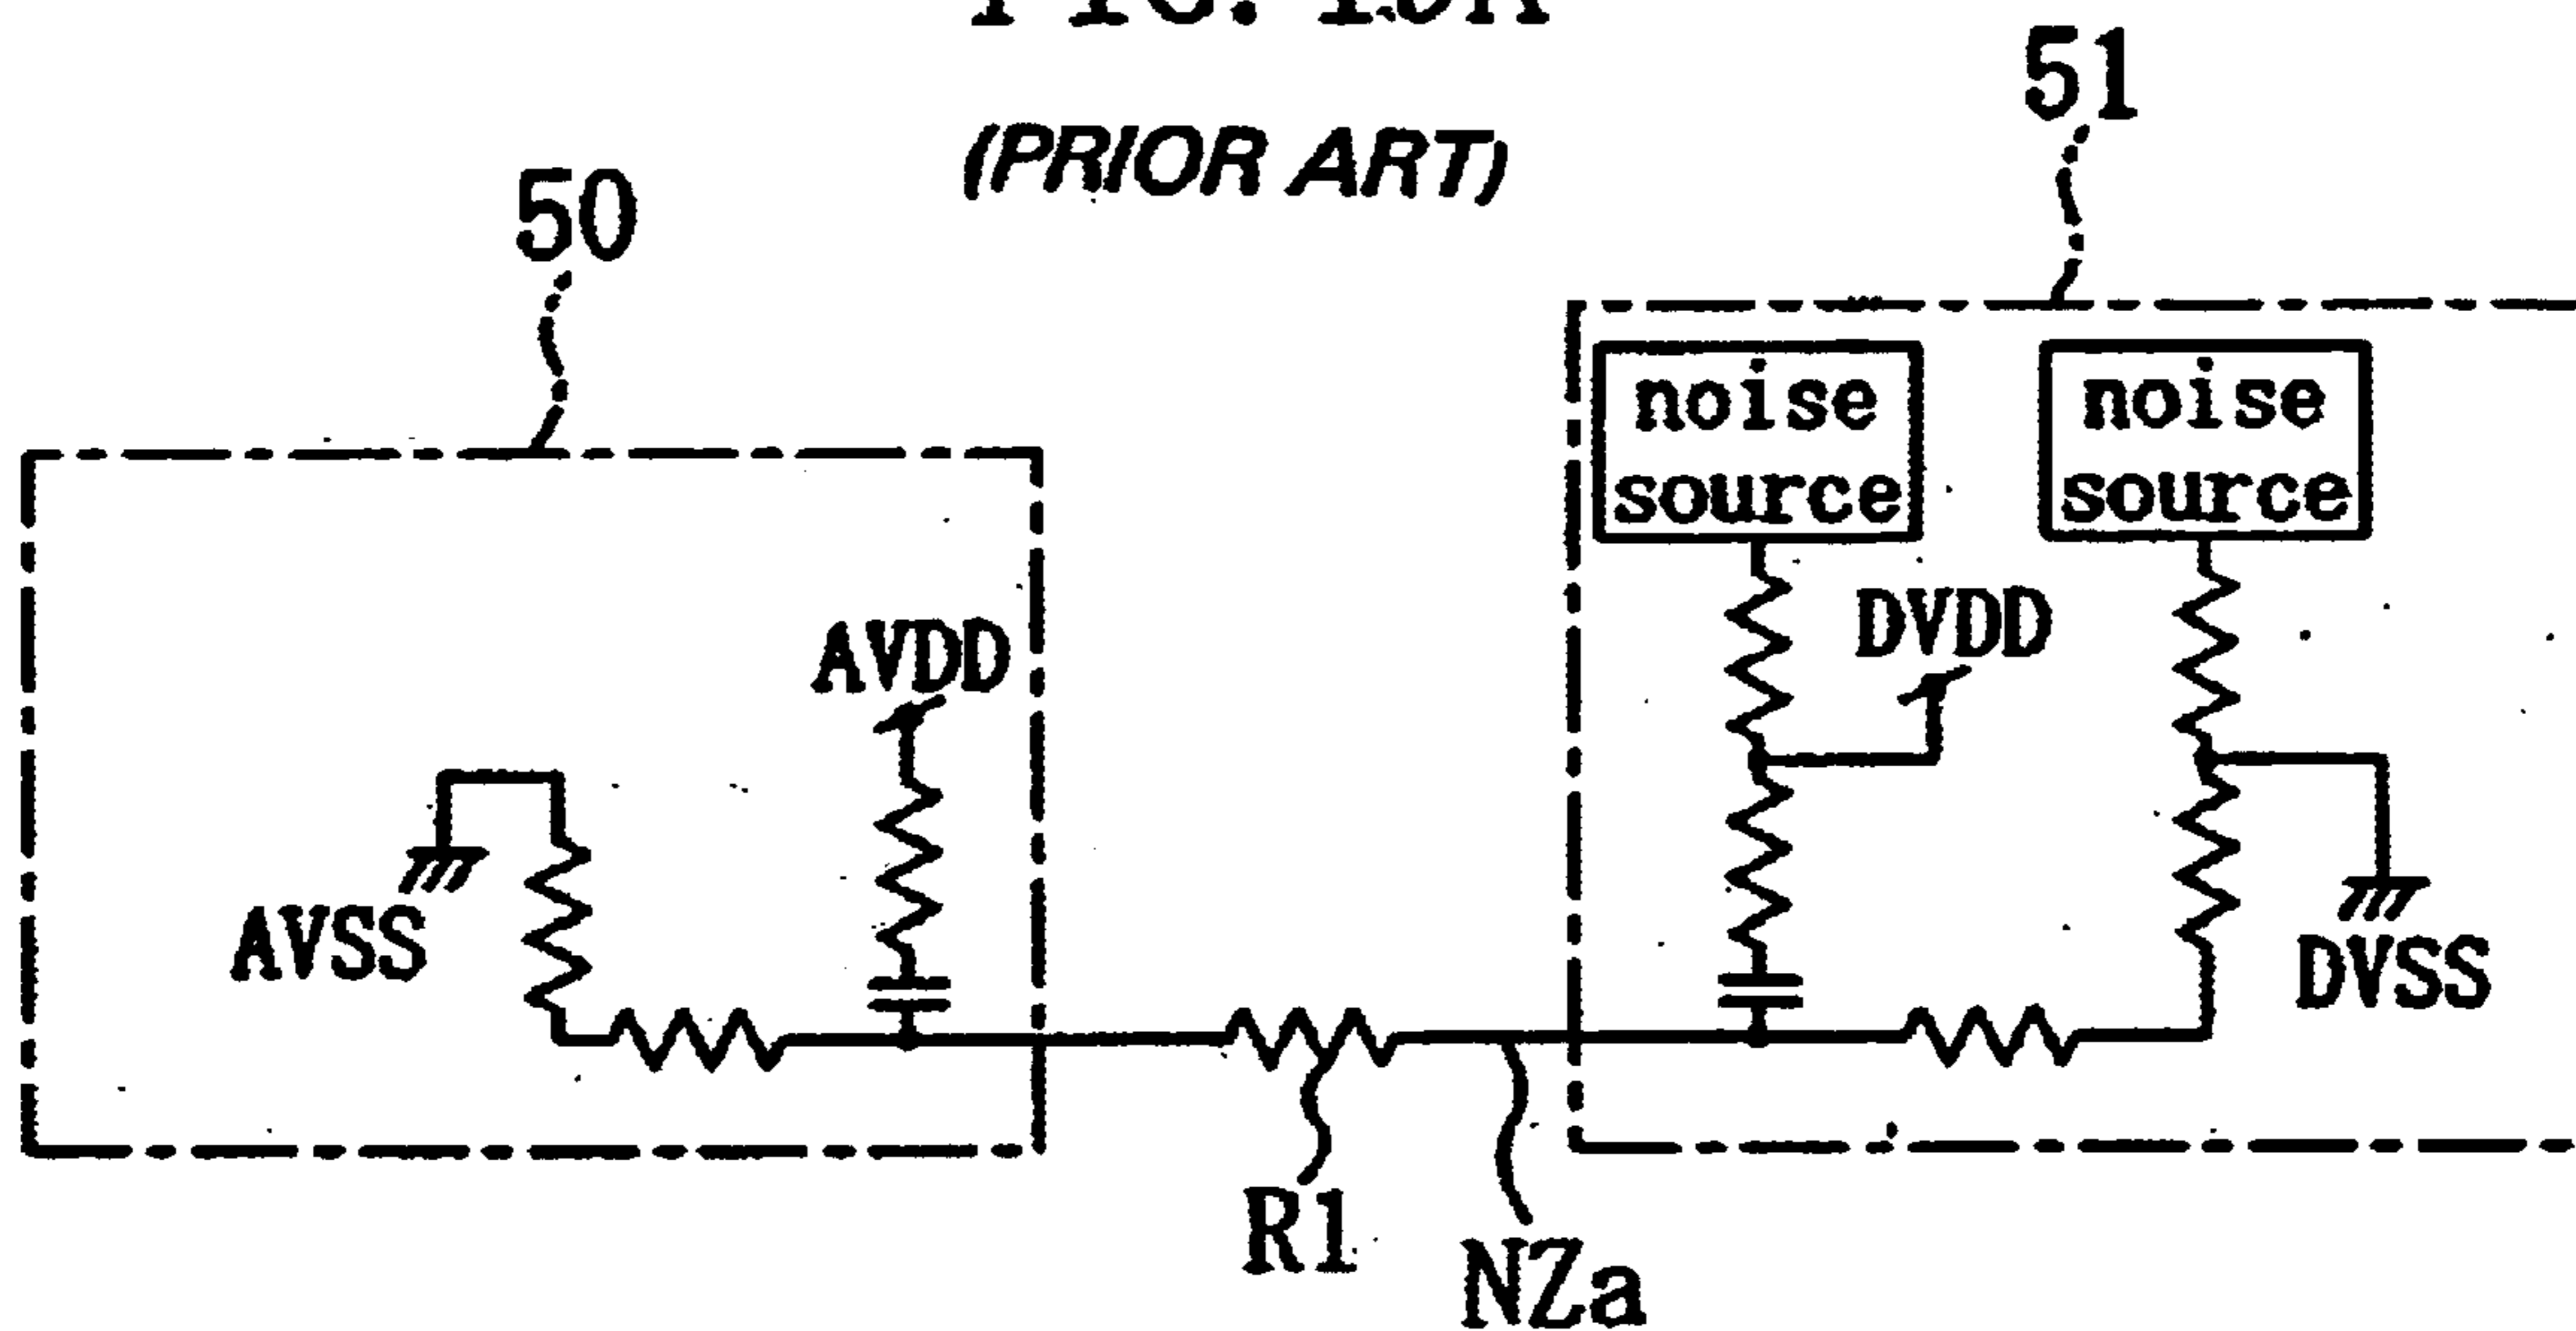 (PRIOR ART)
50
51
noise
source
noise
source
AVDD
DVDD
AVSS
DVSS
R1
NZa